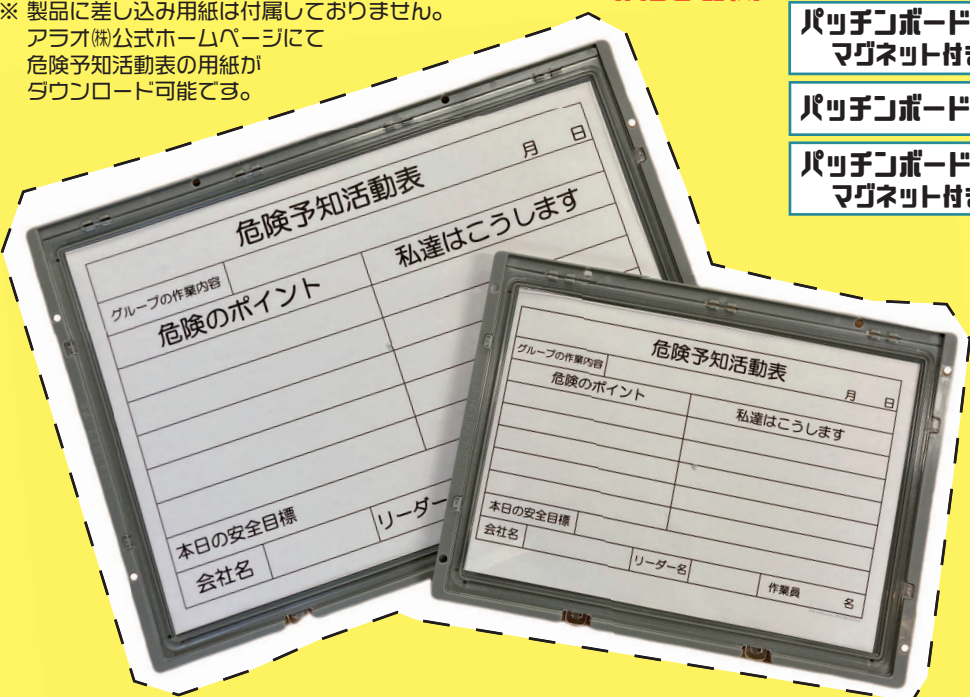 ※ 製品に差し込み用紙は付属しておりません。
アラオ㈱公式ホームページにて
危険予知活動表の用紙が
ダウンロード可能です。
パッチンボード
マグネット付き
パッチンボード
パッチンボード
マグネット付き
危険予知活動表
月 日
グループの作業内容
危険のポイント
私達はこうします
本日の安全目標
会社名
リーダー
危険予知活動表
月 日
グループの作業内容
危険のポイント
私達はこうします
本日の安全目標
会社名
リーダー名
作業員 名